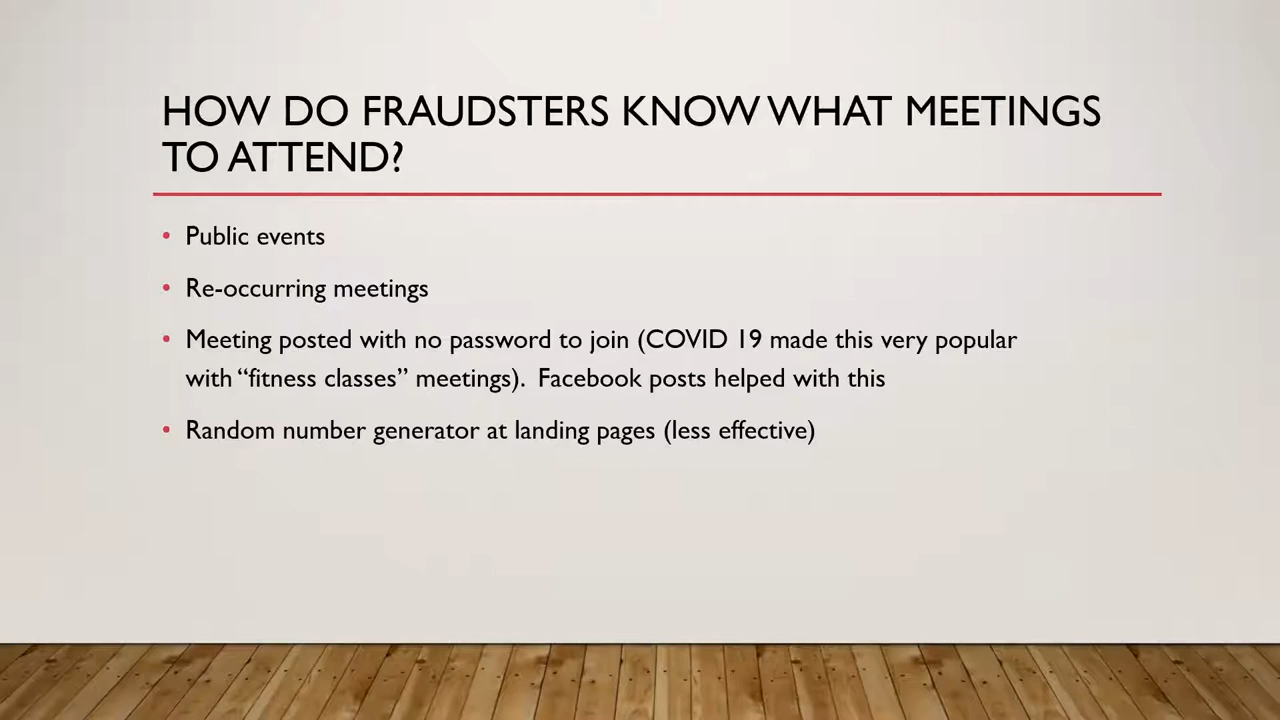 HOW DO FRAUDSTERS KNOW WHAT MEETINGS
TO ATTEND?
• Public events
• Re-occurring meetings
• Meeting posted with no password to join (COVID 19 made this very popular
with “fitness classes” meetings).  Facebook posts helped with this
• Random number generator at landing pages (less effective)